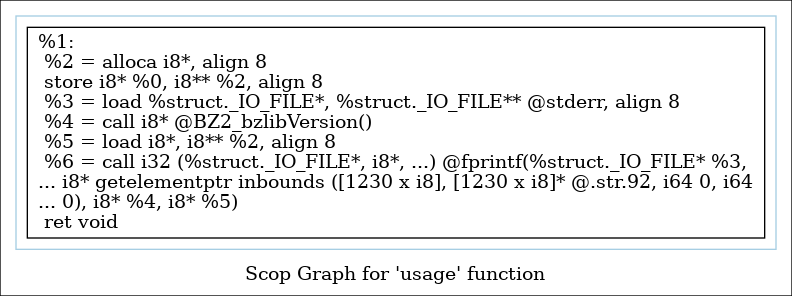 %1:
%2 = alloca i8*, align 8
store i8* %0, i8** %2, align 8
%3 = load %struct._IO_FILE*, %struct._IO_FILE** @stderr, align 8
%4 = call i8* @BZ2_bzlibVersion()
%5 = load i8*, i8** %2, align 8
%6 = call i32 (%struct._IO_FILE*, i8*, ...) @fprintf(%struct._IO_FILE* %3,
... i8* getelementptr inbounds ([1230 x i8], [1230 x i8]* @.str.92, i64 0, i64
... 0), i8* %4, i8* %5)
ret void
Scop Graph for 'usage' function